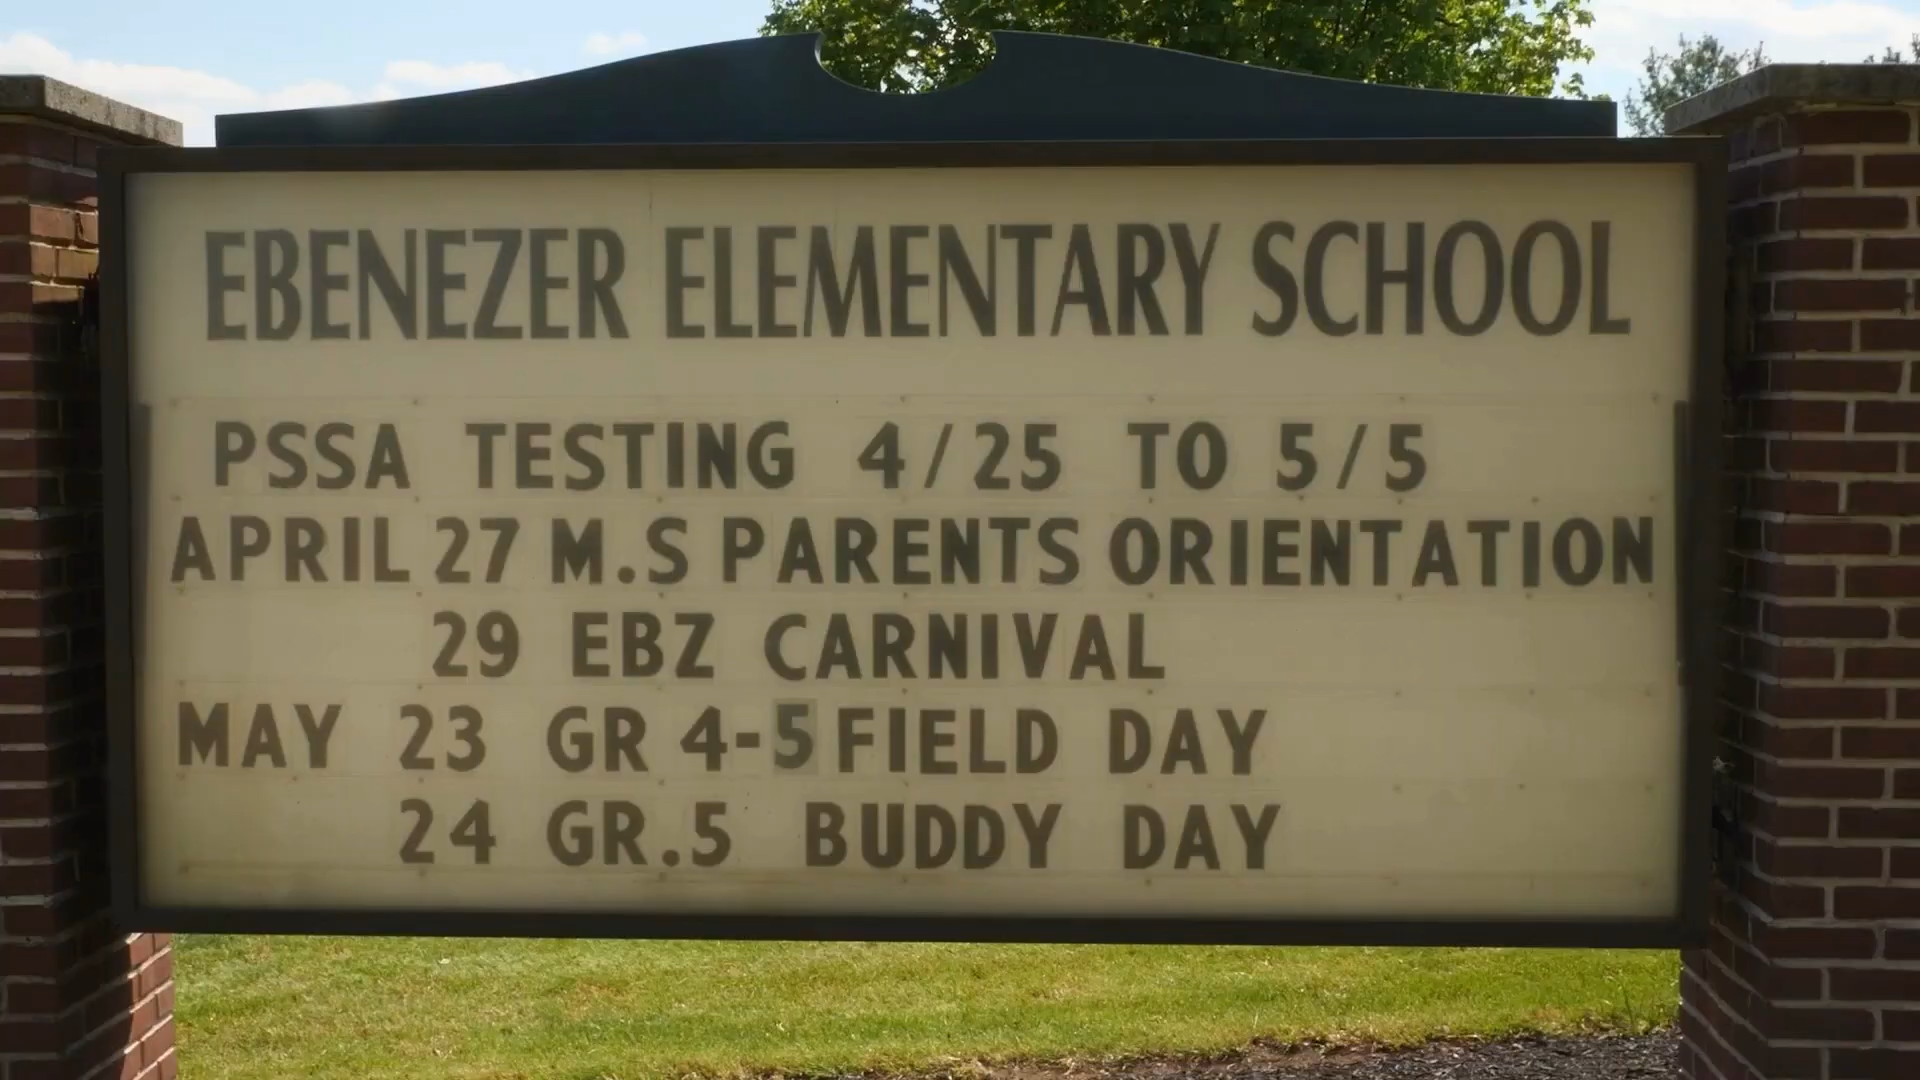 EBENEZER ELEMENTARY SCHOOL
PSSA TESTING 4/25 TO 5/5
APRIL 27 M.S PARENTS ORIENTATION
29 EBZ CARNIVAL
MAY 23 GR 4-5 FIELD DAY
24 GR.5 BUDDY DAY